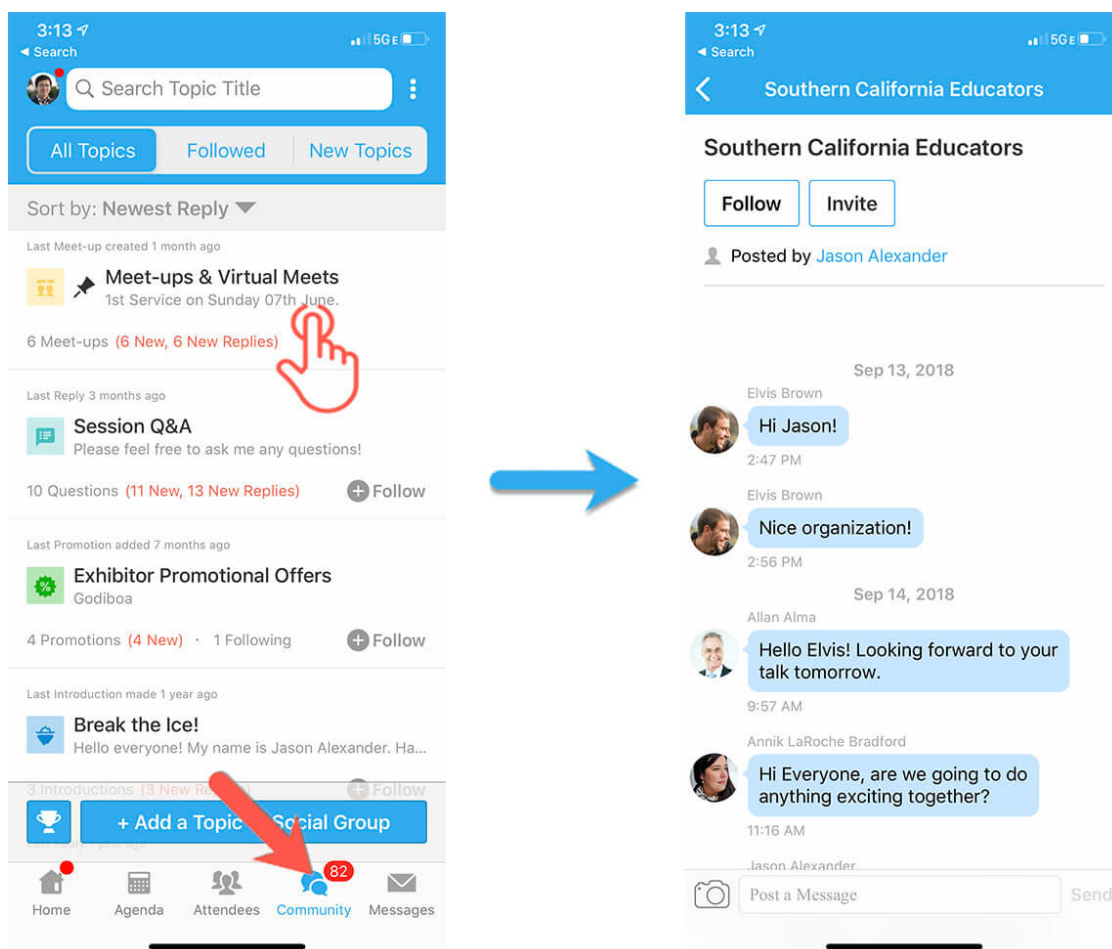 3:13
5G E
◀ Search
Search Topic Title
All Topics Followed New Topics
Sort by: Newest Reply
Last Meet-up created 1 month ago
Meet-ups & Virtual Meets
1st Service on Sunday 07th June.
6 Meet-ups (6 New, 6 New Replies)
Last Reply 3 months ago
Session Q&A
Please feel free to ask me any questions!
10 Questions (11 New, 13 New Replies) Follow
Last Promotion added 7 months ago
Exhibitor Promotional Offers
Godiboa
4 Promotions (4 New) · 1 Following Follow
Last Introduction made 1 year ago
Break the Ice!
Hello everyone! My name is Jason Alexander. Ha...
3 Introductions (3 New Follow
+ Add a Topic Social Group
82
Home Agenda Attendees Community Messages
3:13
5G E
◀ Search
Southern California Educators
Southern California Educators
Follow Invite
Posted by Jason Alexander
Sep 13, 2018
Elvis Brown
Hi Jason!
2:47 PM
Elvis Brown
Nice organization!
2:56 PM
Sep 14, 2018
Allan Alma
Hello Elvis! Looking forward to your
talk tomorrow.
9:57 AM
Annik LaRoche Bradford
Hi Everyone, are we going to do
anything exciting together?
11:16 AM
Jason Alexander
Post a Message Send